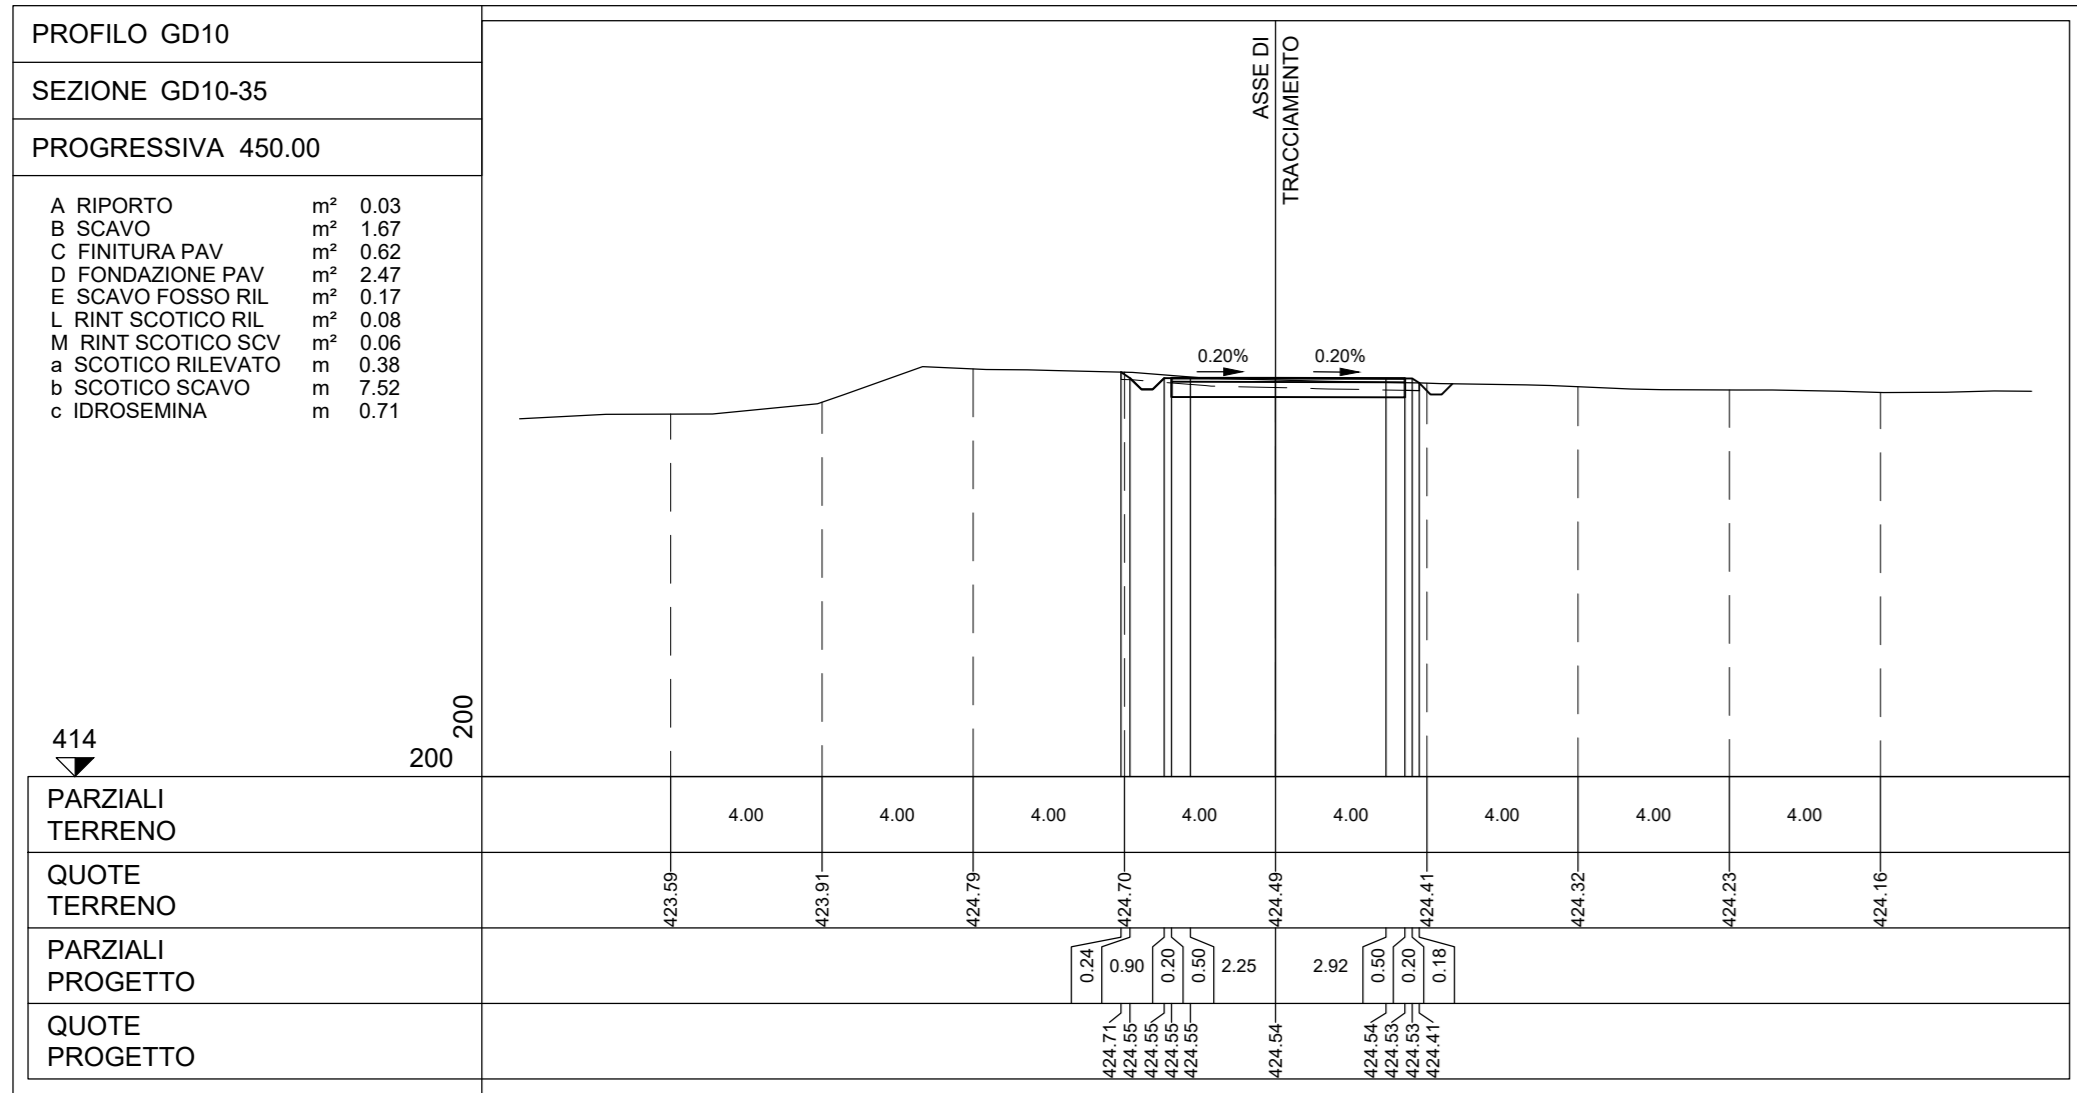 PROFILO GD10
SEZIONE GD10-35
PROGRESSIVA 450.00
A RIPORTO m² 0.03
B SCAVO m² 1.67
C FINITURA PAV m² 0.62
D FONDAZIONE PAV m² 2.47
E SCAVO FOSSO RIL m² 0.17
L RINT SCOTICO RIL m² 0.08
M RINT SCOTICO SCV m² 0.06
a SCOTICO RILEVATO m 0.38
b SCOTICO SCAVO m 7.52
c IDROSEMINA m 0.71
ASSE DI
TRACCIAMENTO
0.20% 0.20%
200
414
200
PARZIALI
TERRENO
4.00 4.00 4.00 4.00 4.00 4.00 4.00 4.00
QUOTE
TERRENO
423.59 423.91 424.79 424.70 424.49 424.41 424.32 424.23 424.16
PARZIALI
PROGETTO
0.24 0.90 0.20 0.50 2.25 2.92 0.50 0.20 0.18
QUOTE
PROGETTO
424.71 424.55 424.55 424.55 424.55 424.54 424.54 424.53 424.53 424.41